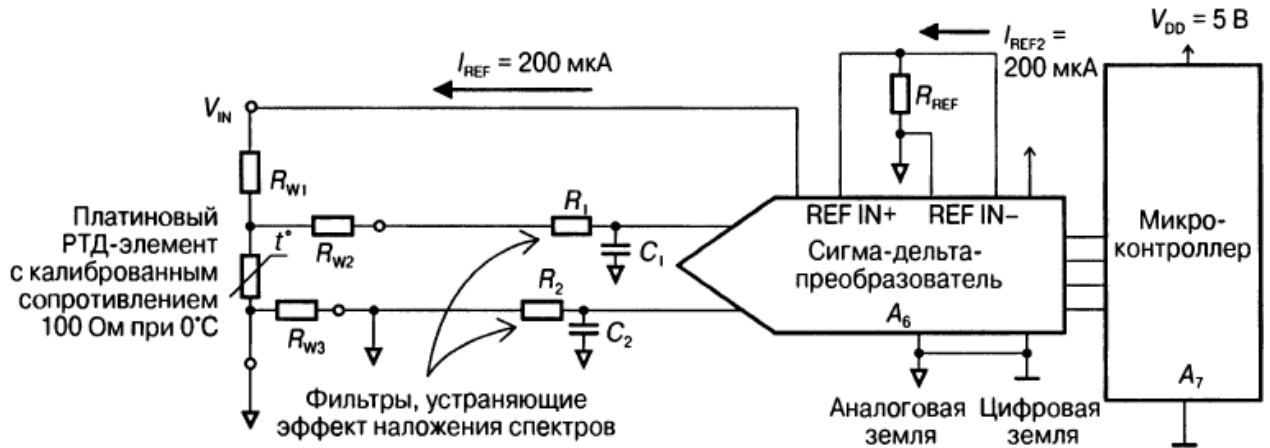 V_DD = 5 В
I_REF = 200 мкА
I_REF2 =
200 мкА
V_IN
R_REF
R_W1
Платиновый
РТД-элемент
с калиброванным
сопротивлением
100 Ом при 0°C
t°
R_W2
R_1
C_1
REF IN+ REF IN–
Сигма-дельта-
преобразователь
A_6
Микро-
контроллер
R_W3
R_2
C_2
Фильтры, устраняющие
эффект наложения спектров
Аналоговая
земля
Цифровая
земля
A_7